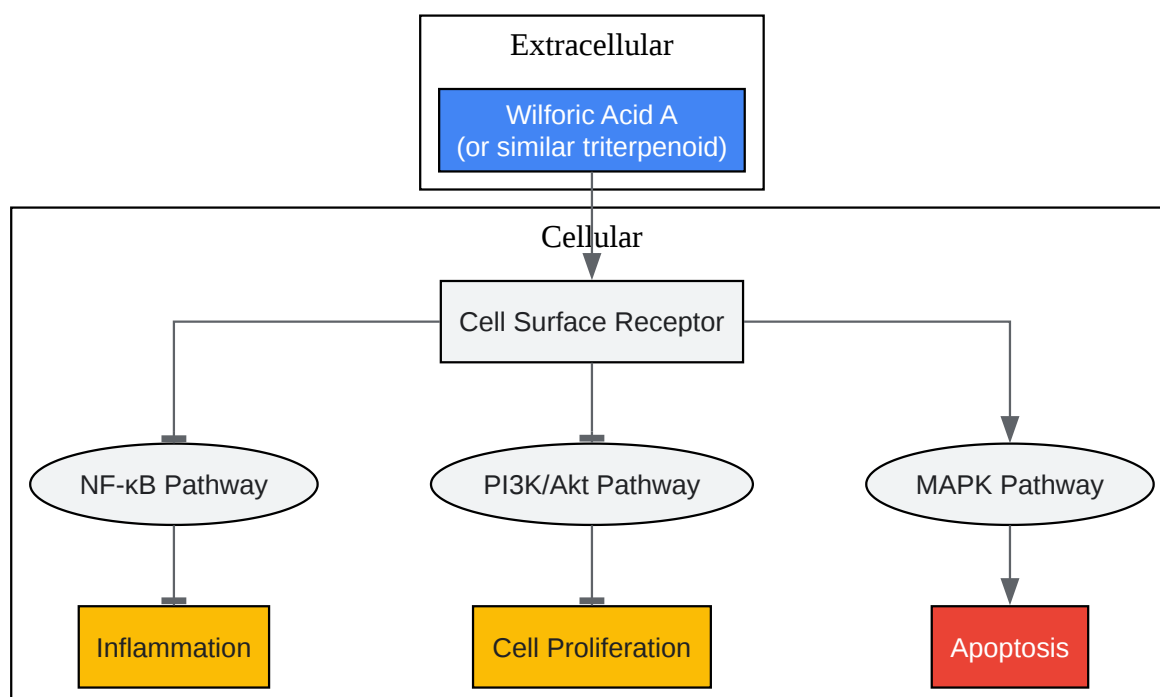 Extracellular
Wilforic Acid A
(or similar triterpenoid)
Cellular
Cell Surface Receptor
NF-κB Pathway
PI3K/Akt Pathway
MAPK Pathway
Inflammation
Cell Proliferation
Apoptosis